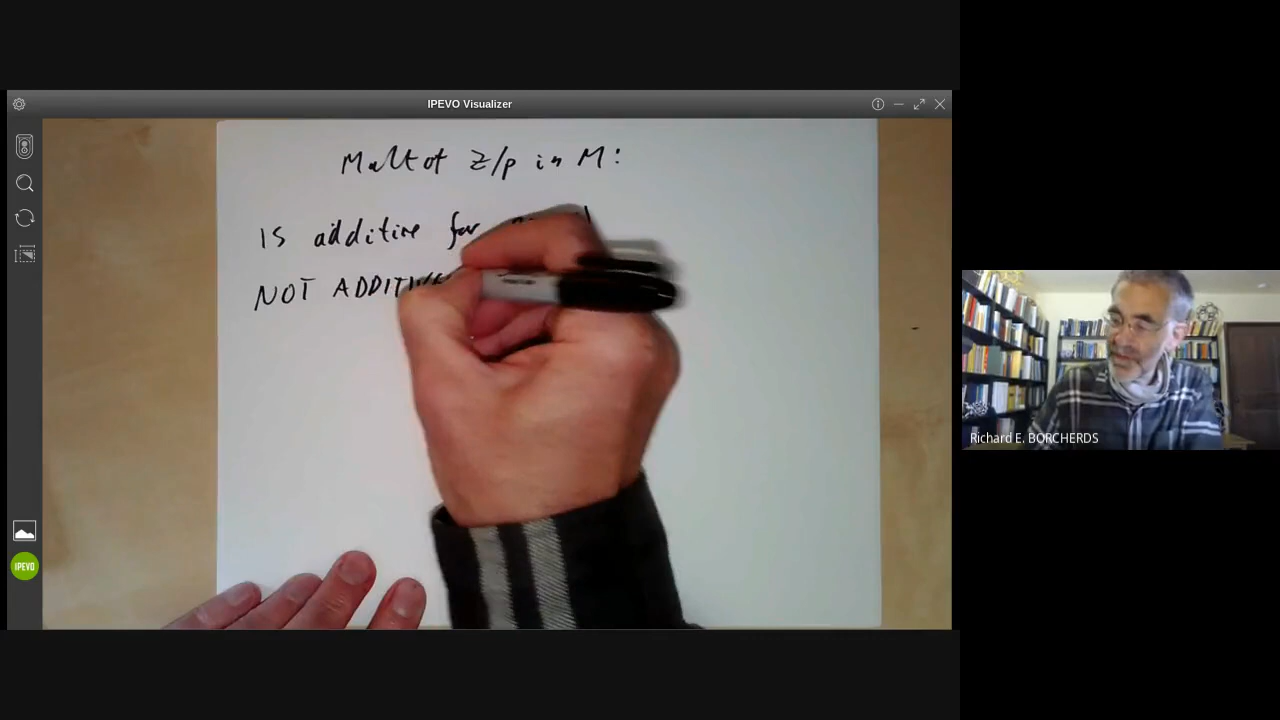 IPEVO Visualizer
Mult of Z/p in M:
IS additive for
NOT ADDITIVE
IPEVO
Richard E. BORCHERDS